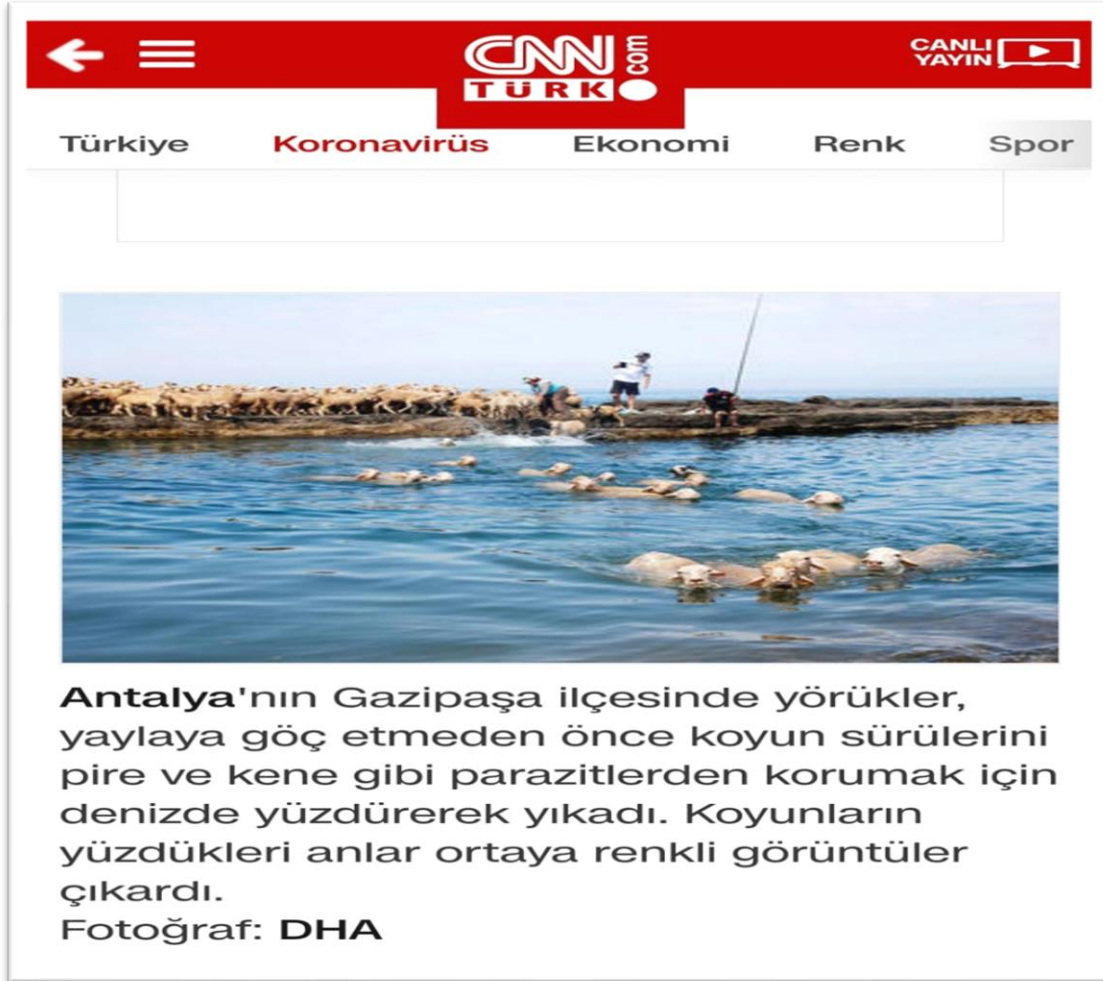 CNN
TÜRK
.com
CANLI
YAYIN
Türkiye Koronavirüs Ekonomi Renk Spor
Antalya'nın Gazipaşa ilçesinde yörükler,
yaylaya göç etmeden önce koyun sürülerini
pire ve kene gibi parazitlerden korumak için
denizde yüzdürerek yıkadı. Koyunların
yüzdükleri anlar ortaya renkli görüntüler
çıkardı.
Fotoğraf: DHA